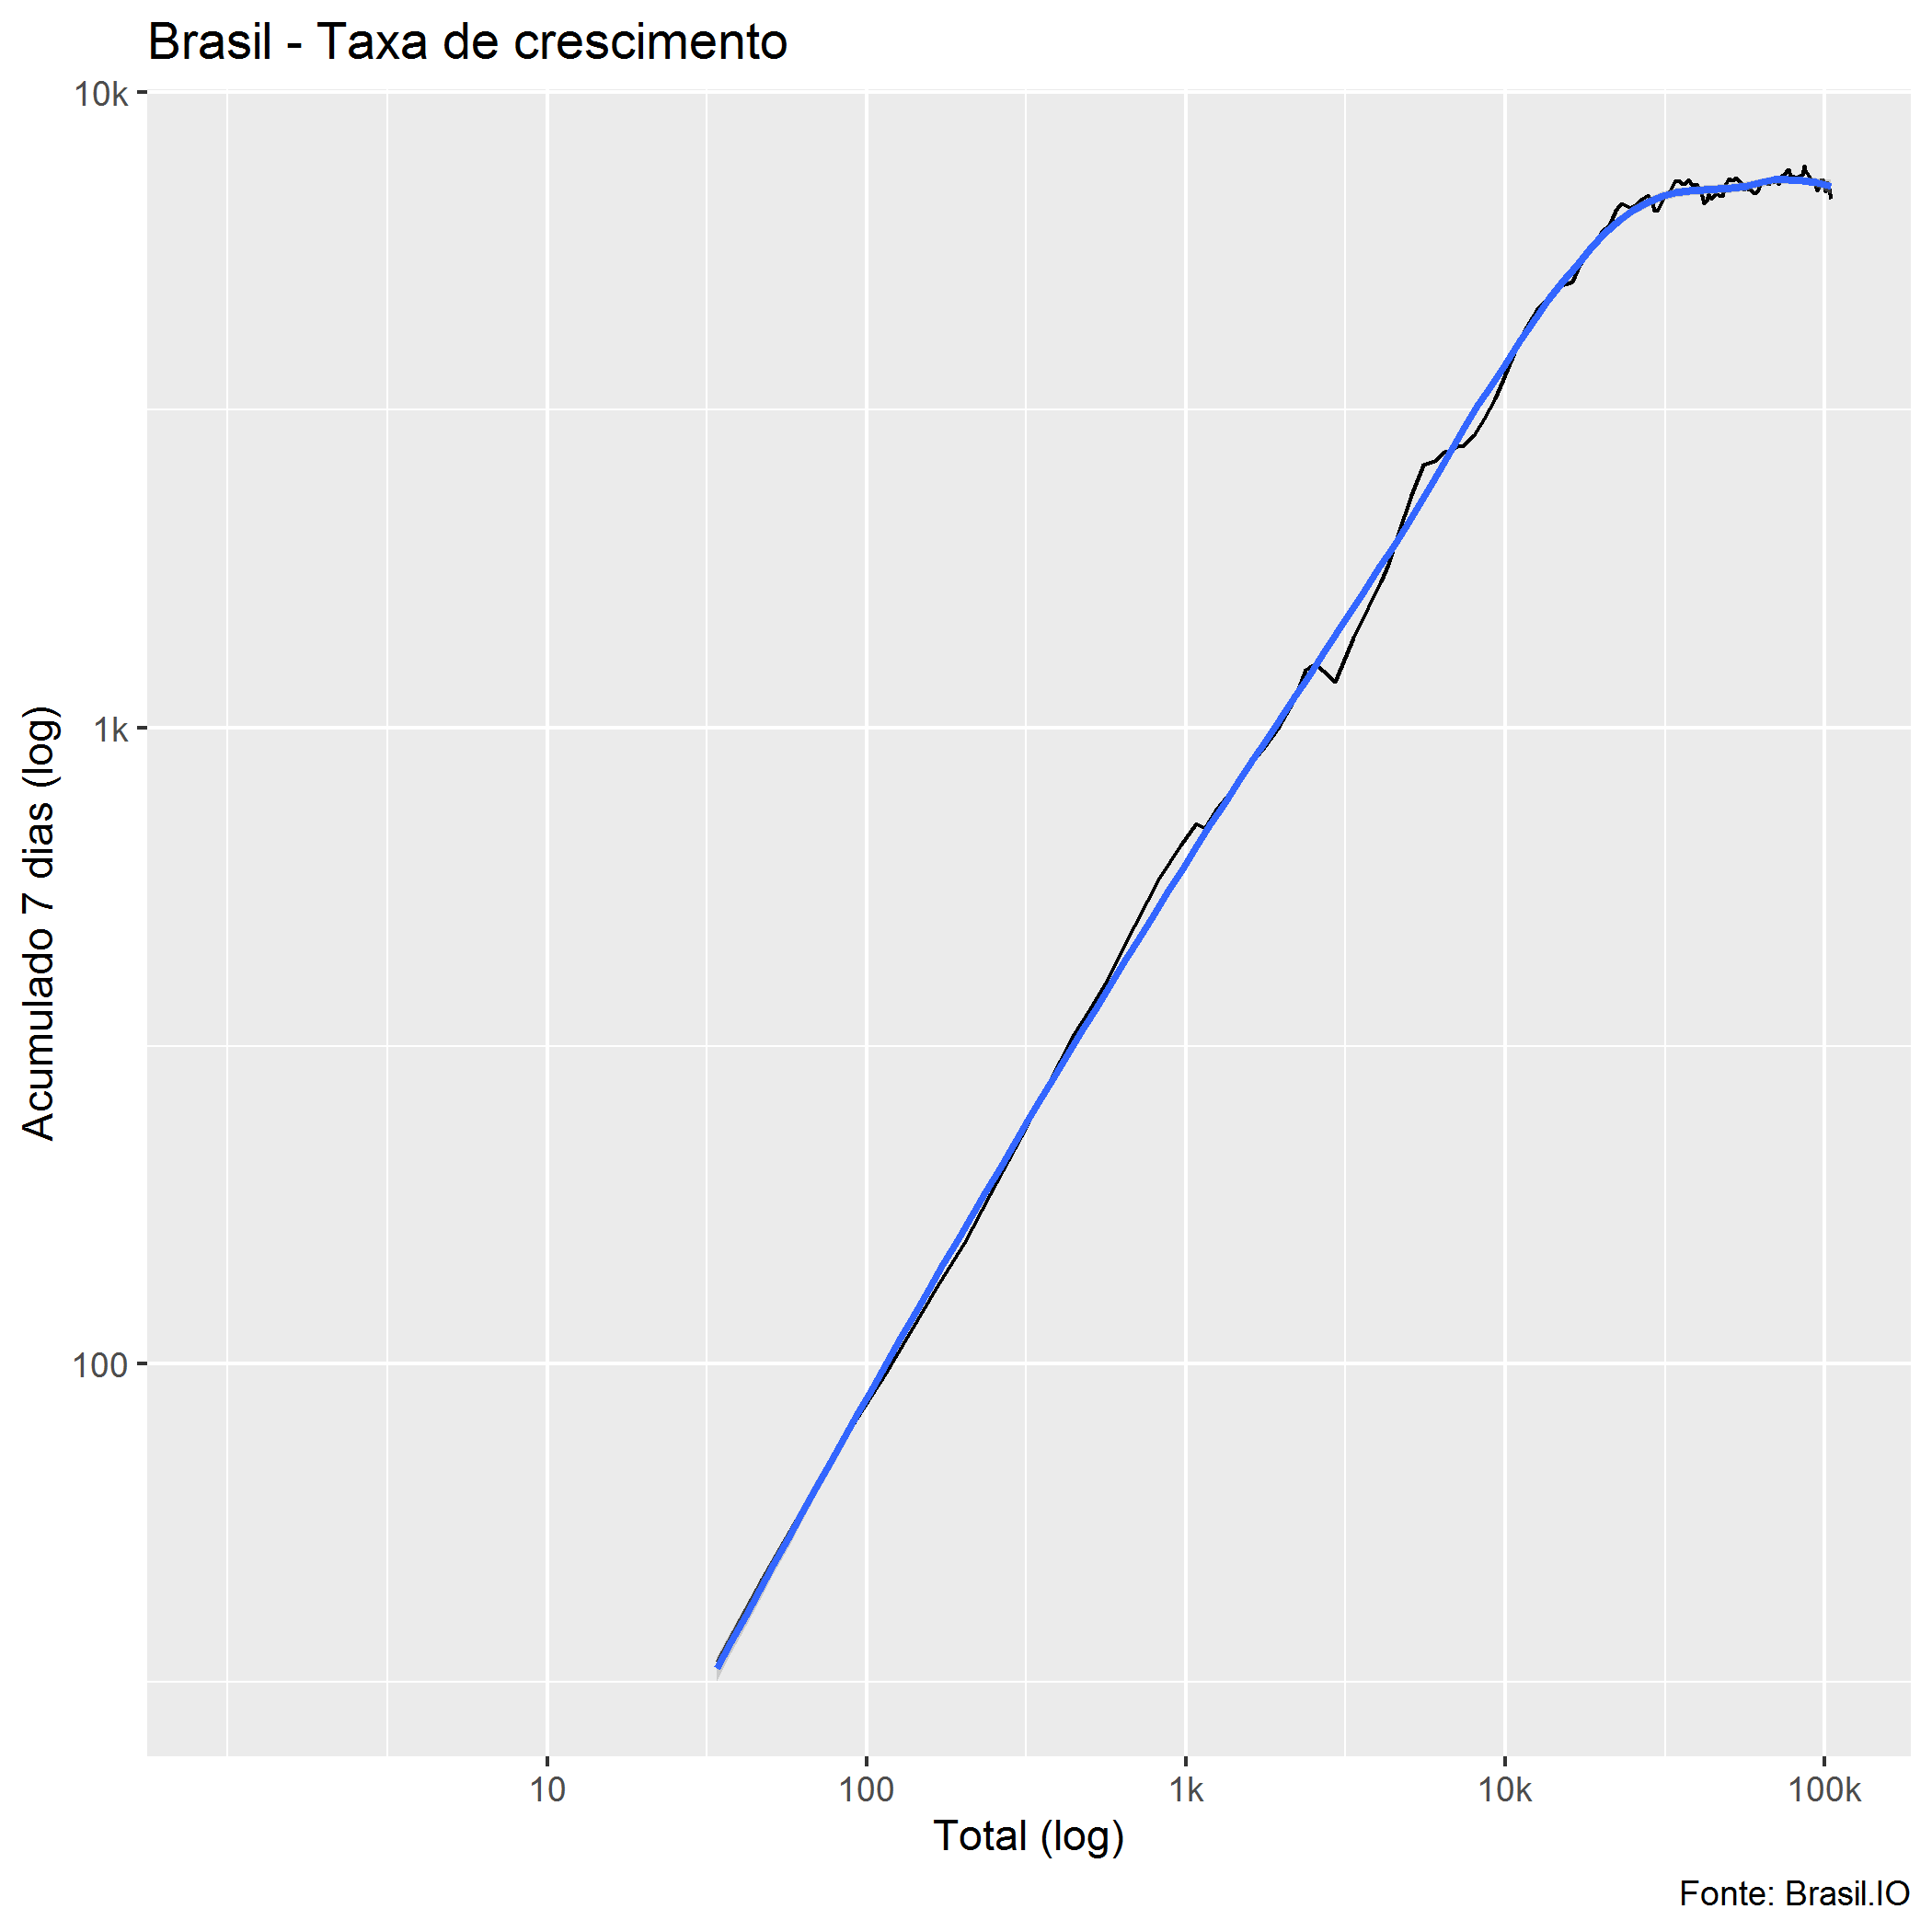 Brasil - Taxa de crescimento
10k
1k
100
Acumulado 7 dias (log)
10
100
1k
10k
100k
Total (log)
Fonte: Brasil.IO